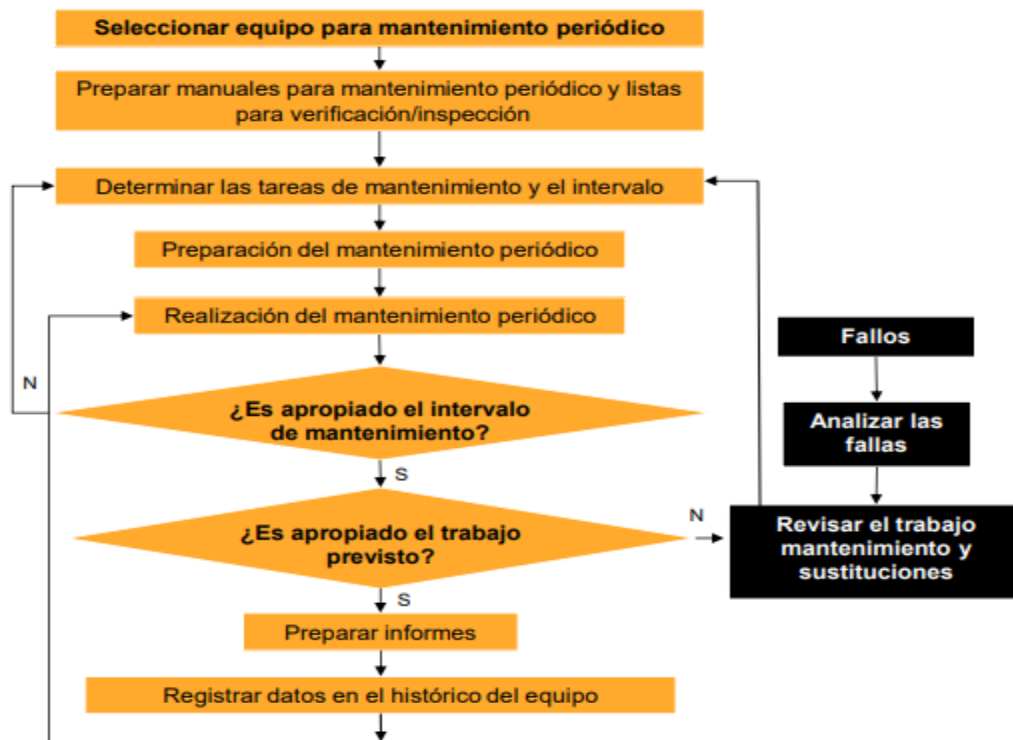 Seleccionar equipo para mantenimiento periódico
Preparar manuales para mantenimiento periódico y listas
para verificación/inspección
Determinar las tareas de mantenimiento y el intervalo
Preparación del mantenimiento periódico
Realización del mantenimiento periódico
N
¿Es apropiado el intervalo
de mantenimiento?
S
¿Es apropiado el trabajo
previsto?
N
S
Preparar informes
Registrar datos en el histórico del equipo
Fallos
Analizar las
fallas
Revisar el trabajo
mantenimiento y
sustituciones